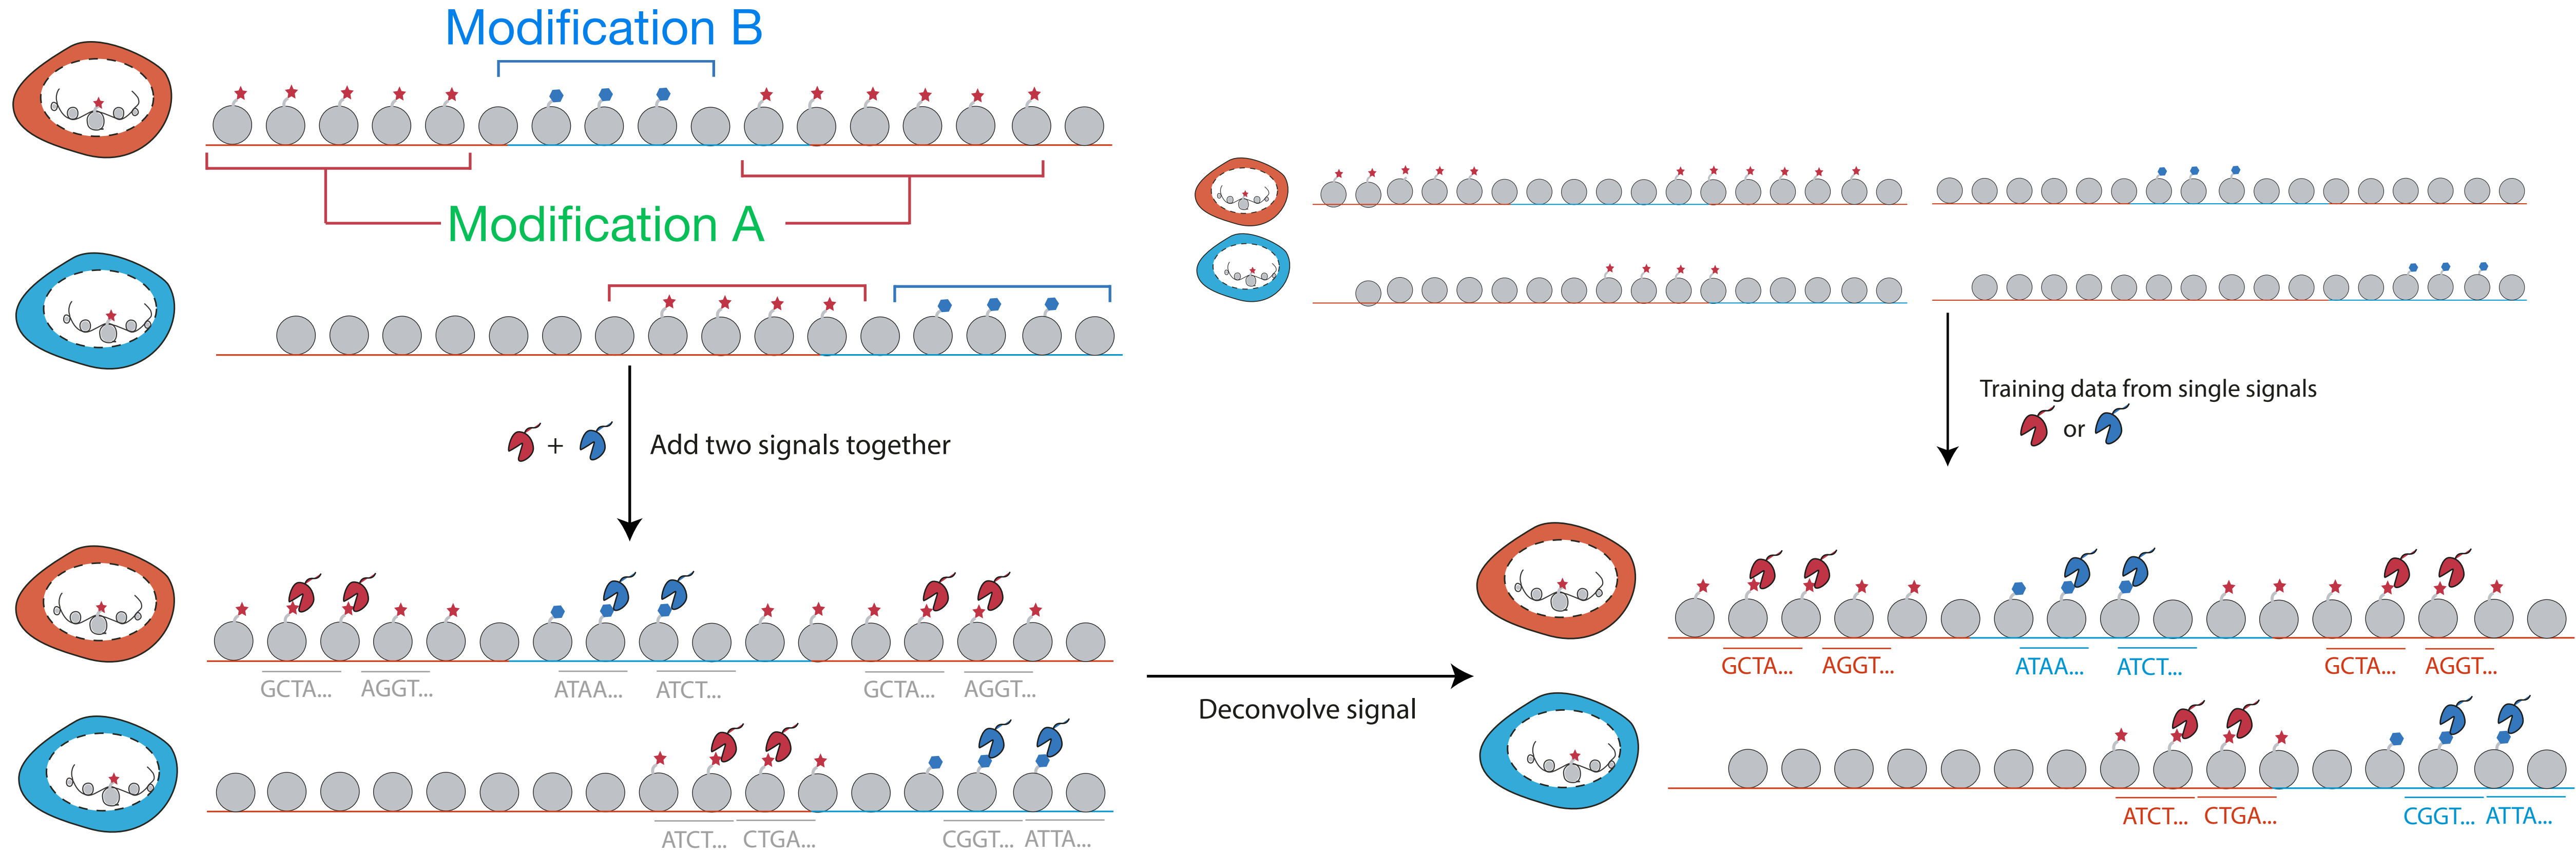 Modification B
Modification A
+
Add two signals together
Training data from single signals
or
GCTA... AGGT... ATAA... ATCT... GCTA... AGGT...
ATCT... CTGA... CGGT... ATTA...
Deconvolve signal
GCTA... AGGT... ATAA... ATCT... GCTA... AGGT...
ATCT... CTGA... CGGT... ATTA...